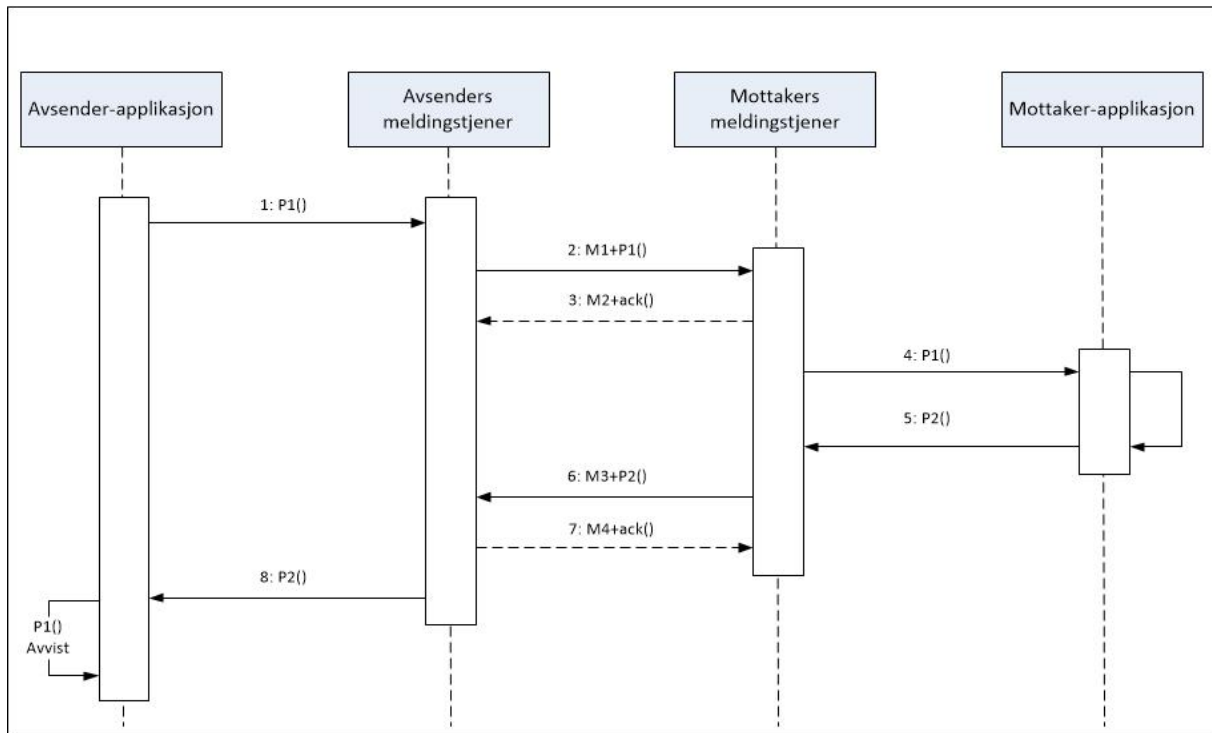 Avsender-applikasjon
Avsenders
meldingstjener
Mottakers
meldingstjener
Mottaker-applikasjon
1: P1()
2: M1+P1()
3: M2+ack()
4: P1()
5: P2()
6: M3+P2()
7: M4+ack()
8: P2()
P1()
Avvist